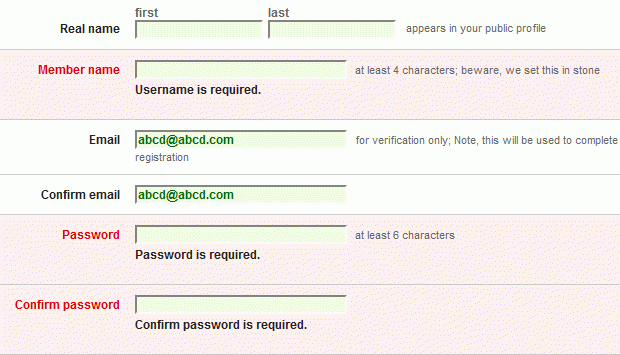 first last
Real name appears in your public profile
Member name at least 4 characters; beware, we set this in stone
Username is required.
Email abcd@abcd.com for verification only; Note, this will be used to complete
registration
Confirm email abcd@abcd.com
Password at least 6 characters
Password is required.
Confirm password
Confirm password is required.